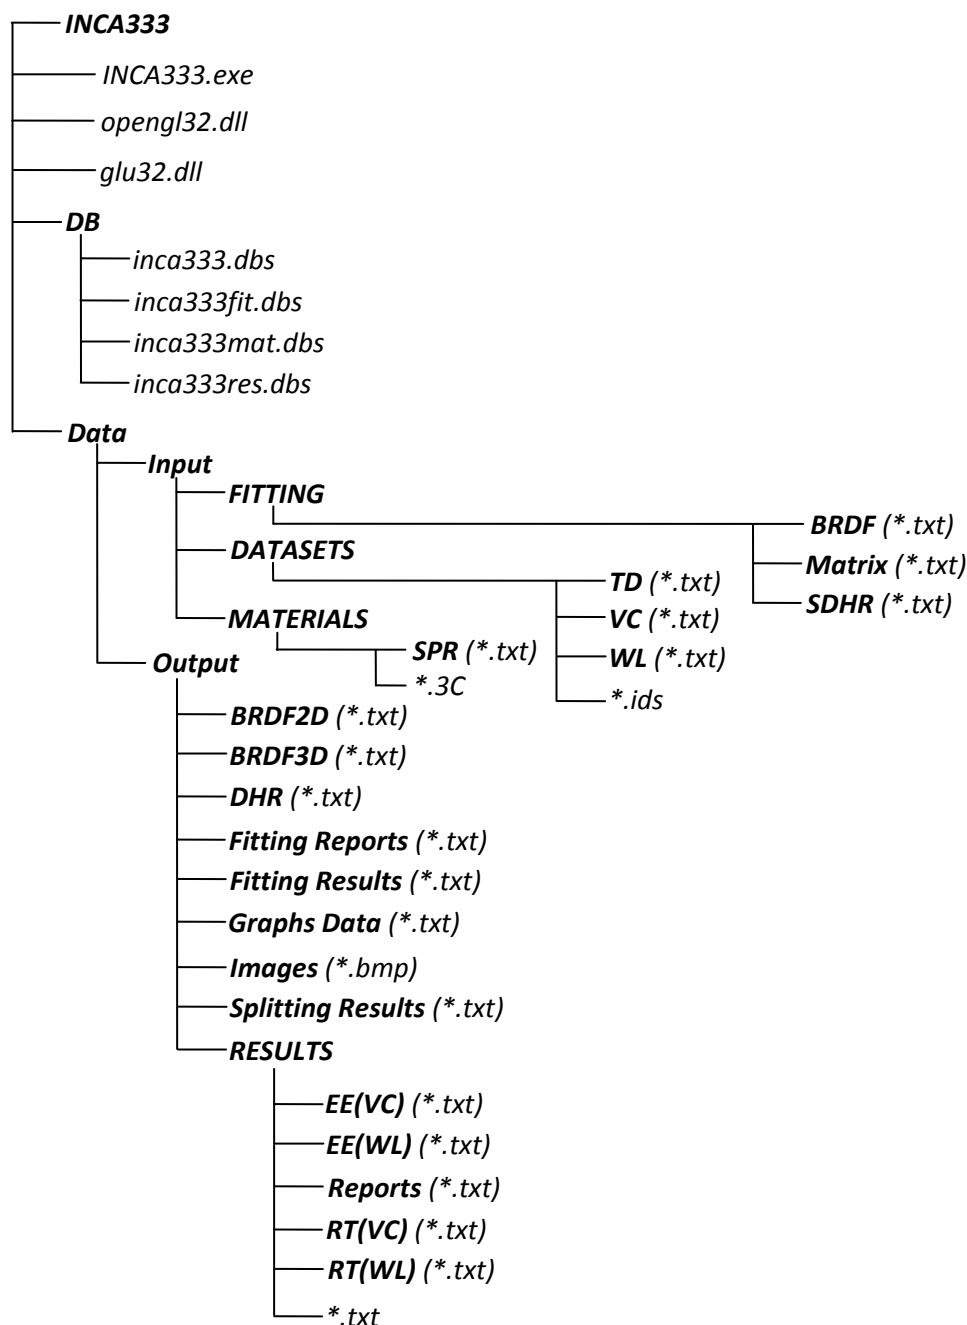 INCA333
INCA333.exe
opengl32.dll
glu32.dll
DB
inca333.dbs
inca333fit.dbs
inca333mat.dbs
inca333res.dbs
Data
Input
FITTING
BRDF (*.txt)
Matrix (*.txt)
SDHR (*.txt)
DATASETS
TD (*.txt)
VC (*.txt)
WL (*.txt)
*.ids
MATERIALS
SPR (*.txt)
*.3C
Output
BRDF2D (*.txt)
BRDF3D (*.txt)
DHR (*.txt)
Fitting Reports (*.txt)
Fitting Results (*.txt)
Graphs Data (*.txt)
Images (*.bmp)
Splitting Results (*.txt)
RESULTS
EE(VC) (*.txt)
EE(WL) (*.txt)
Reports (*.txt)
RT(VC) (*.txt)
RT(WL) (*.txt)
*.txt